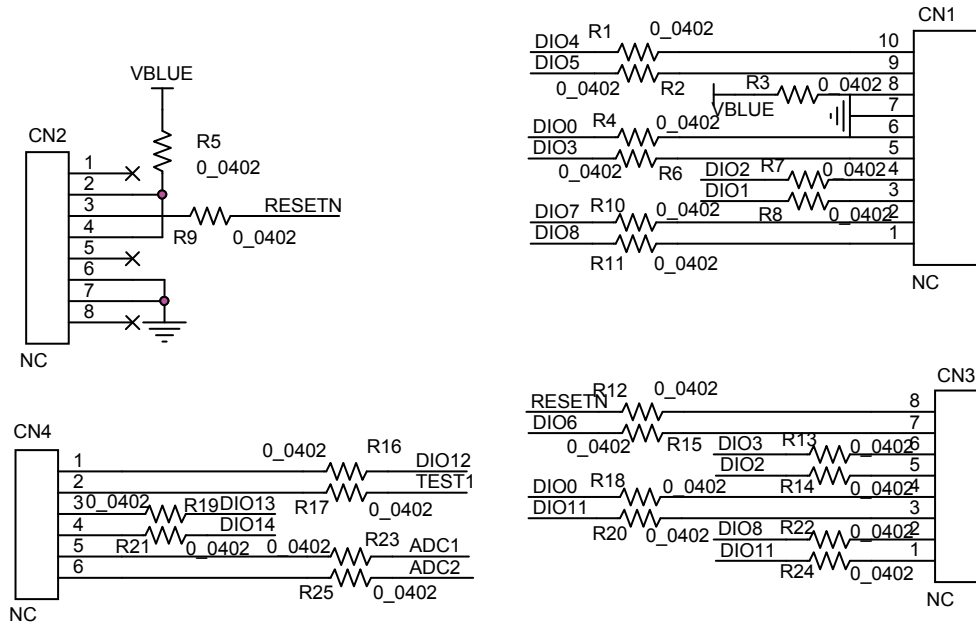 VBLUE
CN2
R5
0_0402
1
2
3
4
5
6
7
8
R9
0_0402
RESETN
NC
CN1
DIO4 R1 0_0402 10
DIO5 0_0402 R2 9
VBLUE R3 0_0402 8
7
DIO0 R4 0_0402 6
DIO3 0_0402 R6 5
DIO2 R7 0_0402 4
DIO1 R8 0_0402 3
DIO7 R10 0_0402 2
DIO8 R11 0_0402 1
NC
CN4
1 0_0402 R16 DIO12
2 R17 0_0402 TEST1
3 0_0402 R19 DIO13
4 R21 0_0402 DIO14
5 0_0402 R23 ADC1
6 R25 0_0402 ADC2
NC
CN3
RESETN R12 0_0402 8
DIO6 0_0402 R15 7
DIO3 R13 0_0402 6
DIO2 R14 0_0402 5
DIO0 R18 0_0402 4
DIO11 R20 0_0402 3
DIO8 R22 0_0402 2
DIO11 R24 0_0402 1
NC